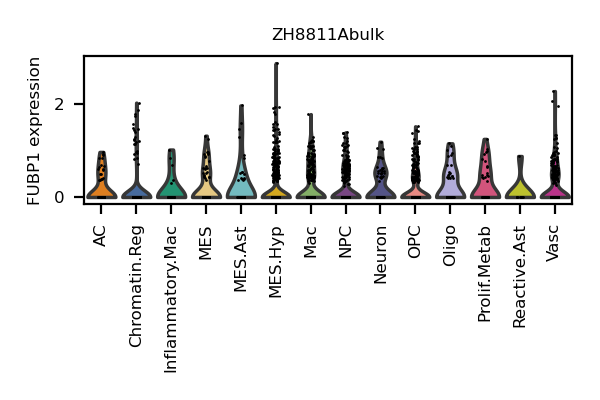 ZH8811Abulk
FUBP1 expression
2
0
AC
Chromatin.Reg
Inflammatory.Mac
MES
MES.Ast
MES.Hyp
Mac
NPC
Neuron
OPC
Oligo
Prolif.Metab
Reactive.Ast
Vasc